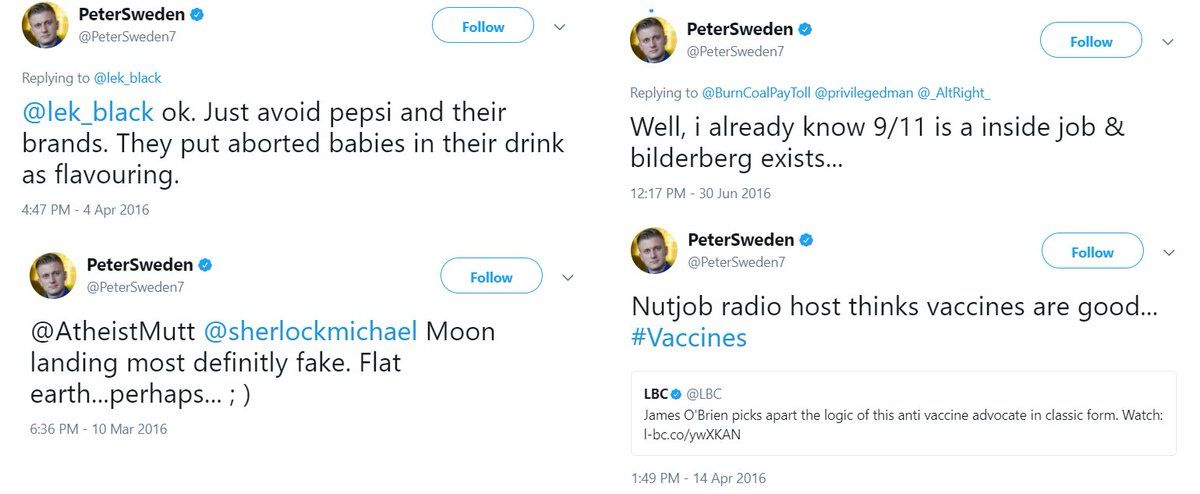 PeterSweden
@PeterSweden7
Follow
Replying to @lek_black
@lek_black ok. Just avoid pepsi and their
brands. They put aborted babies in their drink
as flavouring.
4:47 PM - 4 Apr 2016
PeterSweden
@PeterSweden7
Follow
@AtheistMutt @sherlockmichael Moon
landing most definitly fake. Flat
earth...perhaps... ; )
6:36 PM - 10 Mar 2016
PeterSweden
@PeterSweden7
Follow
Replying to @BurnCoalPayToll @privilegedman @_AltRight_
Well, i already know 9/11 is a inside job &
bilderberg exists...
12:17 PM - 30 Jun 2016
PeterSweden
@PeterSweden7
Follow
Nutjob radio host thinks vaccines are good...
#Vaccines
LBC @LBC
James O'Brien picks apart the logic of this anti vaccine advocate in classic form. Watch:
l-bc.co/ywXKAN
1:49 PM - 14 Apr 2016